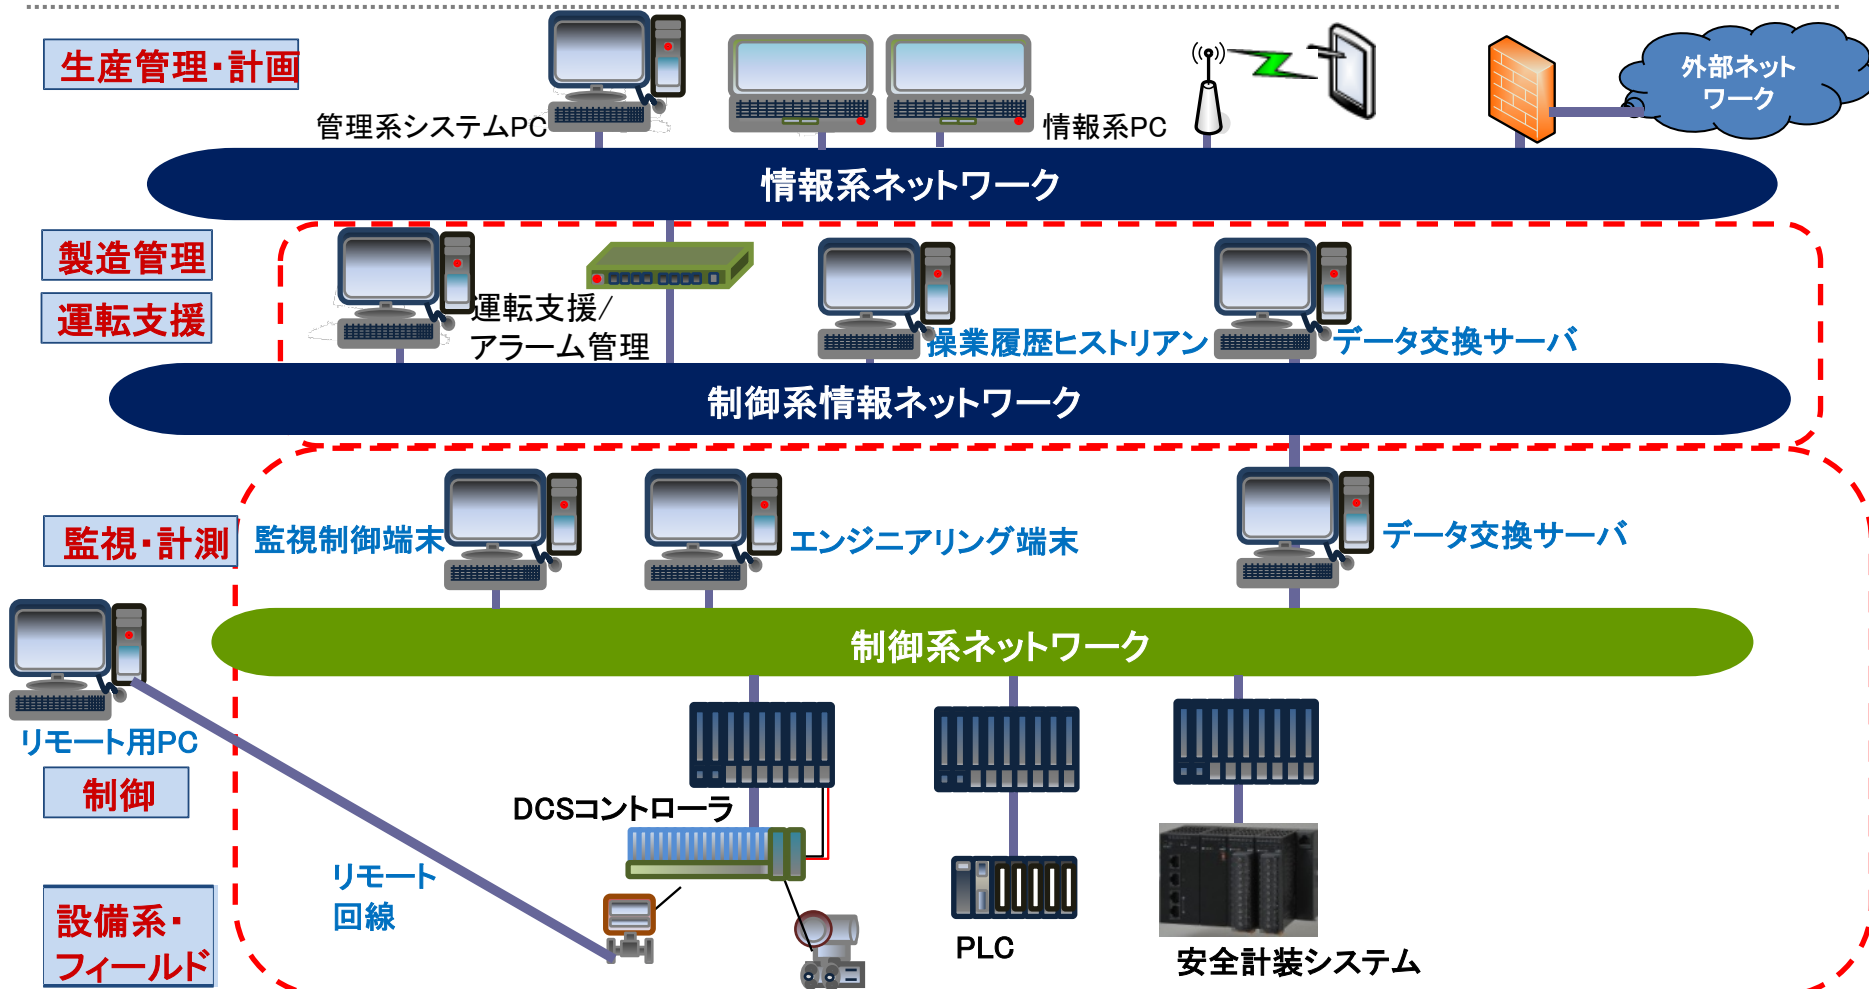 生産管理・計画
管理系システムPC
情報系PC
外部ネット
ワーク
情報系ネットワーク
製造管理
運転支援
運転支援/
アラーム管理
操業履歴ヒストリアン
データ交換サーバ
制御系情報ネットワーク
監視・計測
監視制御端末
エンジニアリング端末
データ交換サーバ
制御系ネットワーク
リモート用PC
制御
DCSコントローラ
リモート
回線
設備系・
フィールド
PLC
安全計装システム